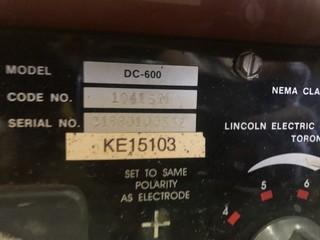 MODEL DC-600
CODE NO.
NEMA CLA
SERIAL NO.
LINCOLN ELECTRIC
TORON
KE15103
SET TO SAME
POLARITY
AS ELECTRODE
+
4 5 6